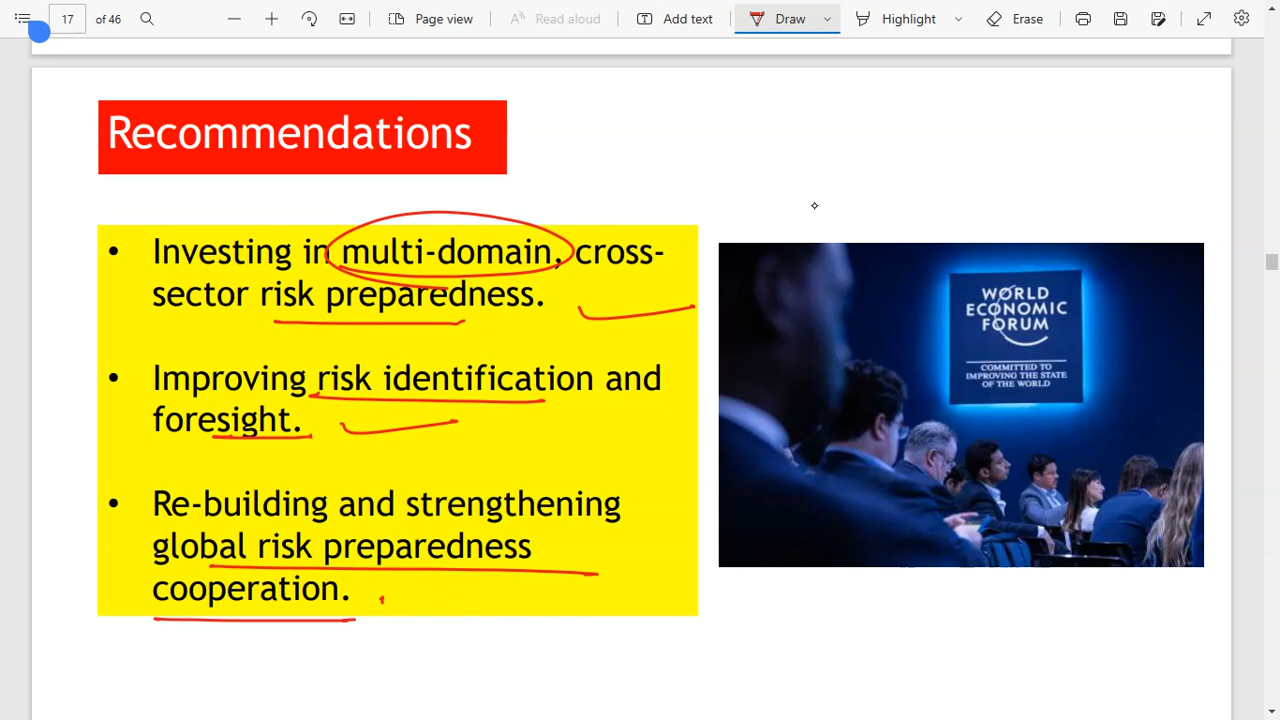 17 of 46 Page view Read aloud Add text Draw Highlight Erase
Recommendations
• Investing in multi-domain, cross-
sector risk preparedness.
• Improving risk identification and
foresight.
• Re-building and strengthening
global risk preparedness
cooperation.
WORLD
ECONOMIC
FORUM
COMMITTED TO
IMPROVING THE STATE
OF THE WORLD